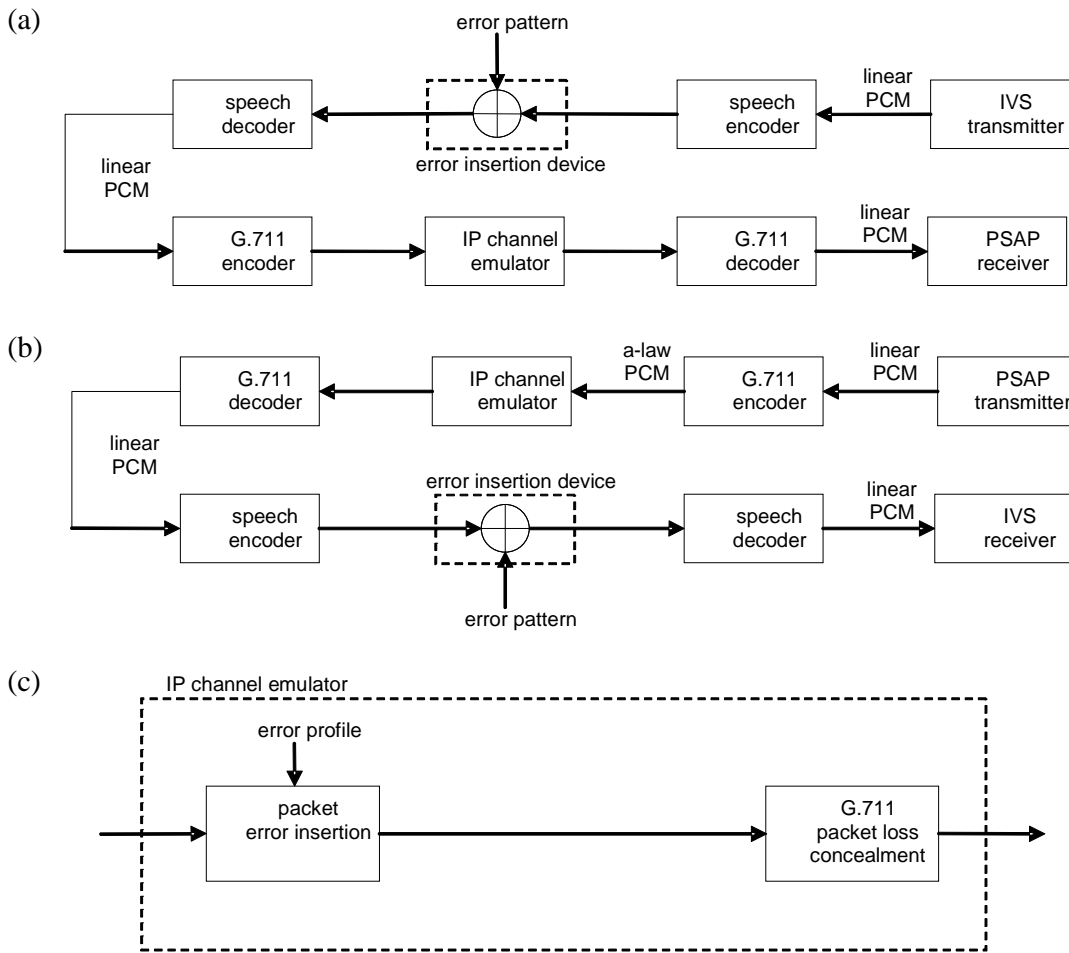 (a)
error pattern
speech
decoder
error insertion device
speech
encoder
linear
PCM
IVS
transmitter
linear
PCM
G.711
encoder
IP channel
emulator
G.711
decoder
linear
PCM
PSAP
receiver
(b)
G.711
decoder
IP channel
emulator
a-law
PCM
G.711
encoder
linear
PCM
PSAP
transmitter
linear
PCM
speech
encoder
error insertion device
error pattern
speech
decoder
linear
PCM
IVS
receiver
(c)
IP channel emulator
error profile
packet
error insertion
G.711
packet loss
concealment